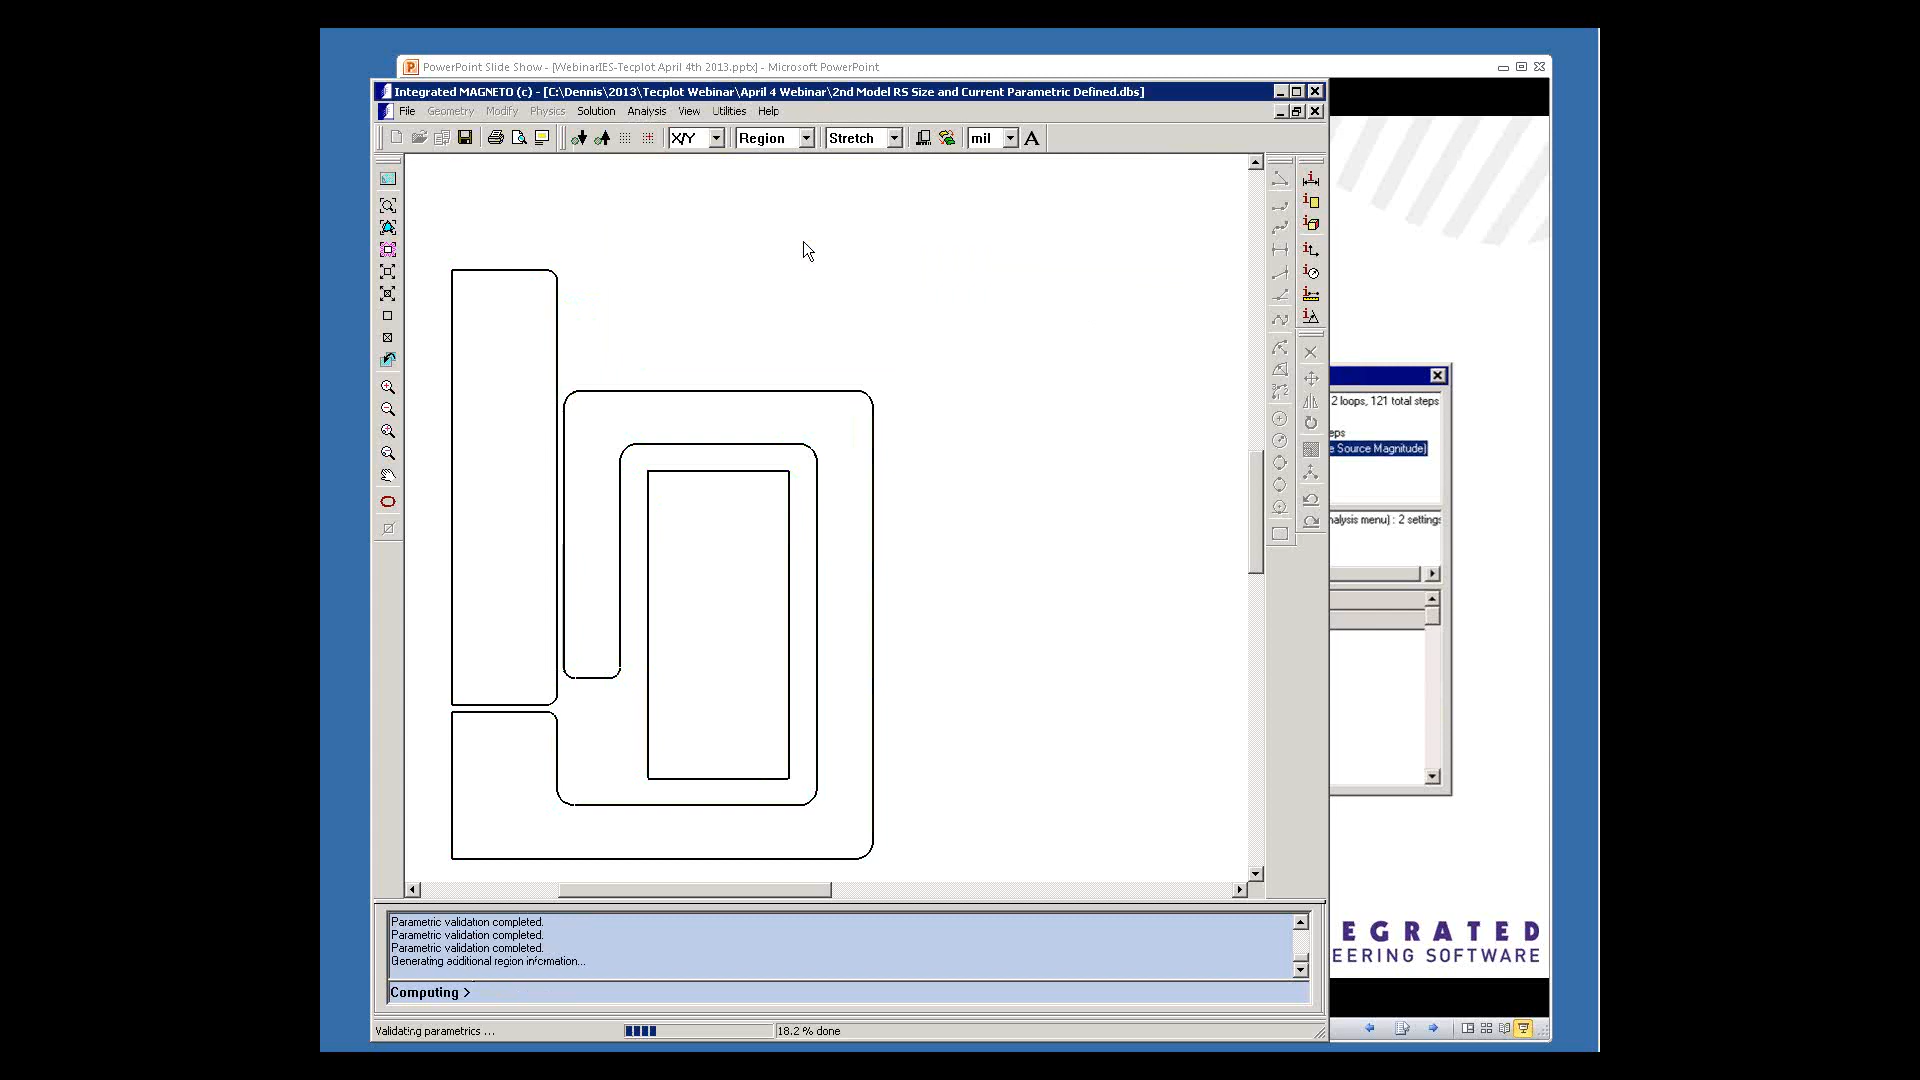 PowerPoint Slide Show - [WebinarIES-Tecplot April 4th 2013.pptx] - Microsoft PowerPoint
Integrated MAGNETO (c) - [C:\Dennis\2013\Tecplot Webinar\April 4 Webinar\2nd Model RS Size and Current Parametric Defined.dbs]
File Geometry Modify Physics Solution Analysis View Utilities Help
X/Y Region Stretch mil A
2 loops, 121 total steps
eps
e Source Magnitude)
nalysis menu) : 2 settings
EGRATED
EERING SOFTWARE
Parametric validation completed.
Parametric validation completed.
Parametric validation completed.
Generating additional region information...
Computing >
Validating parametrics ... 18.2 % done